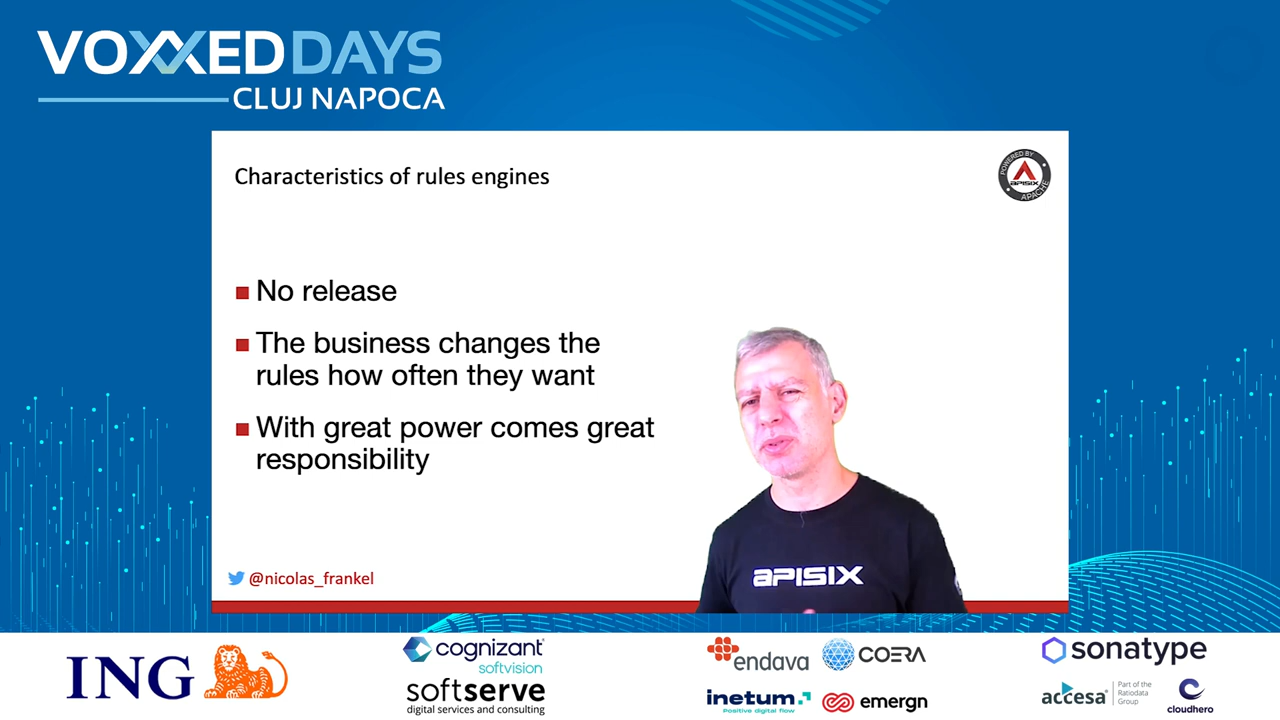 VOXXED DAYS
CLUJ NAPOCA
Characteristics of rules engines
POWERED BY
APISIX
APACHE
No release
The business changes the
rules how often they want
With great power comes great
responsibility
@nicolas_frankel
APISIX
ING
cognizant
softvision
softserve
digital services and consulting
endava
COERA
inetum.
Positive digital flow
emergn
sonatype
accesa
Part of the
Ratiodata
Group
cloudhero